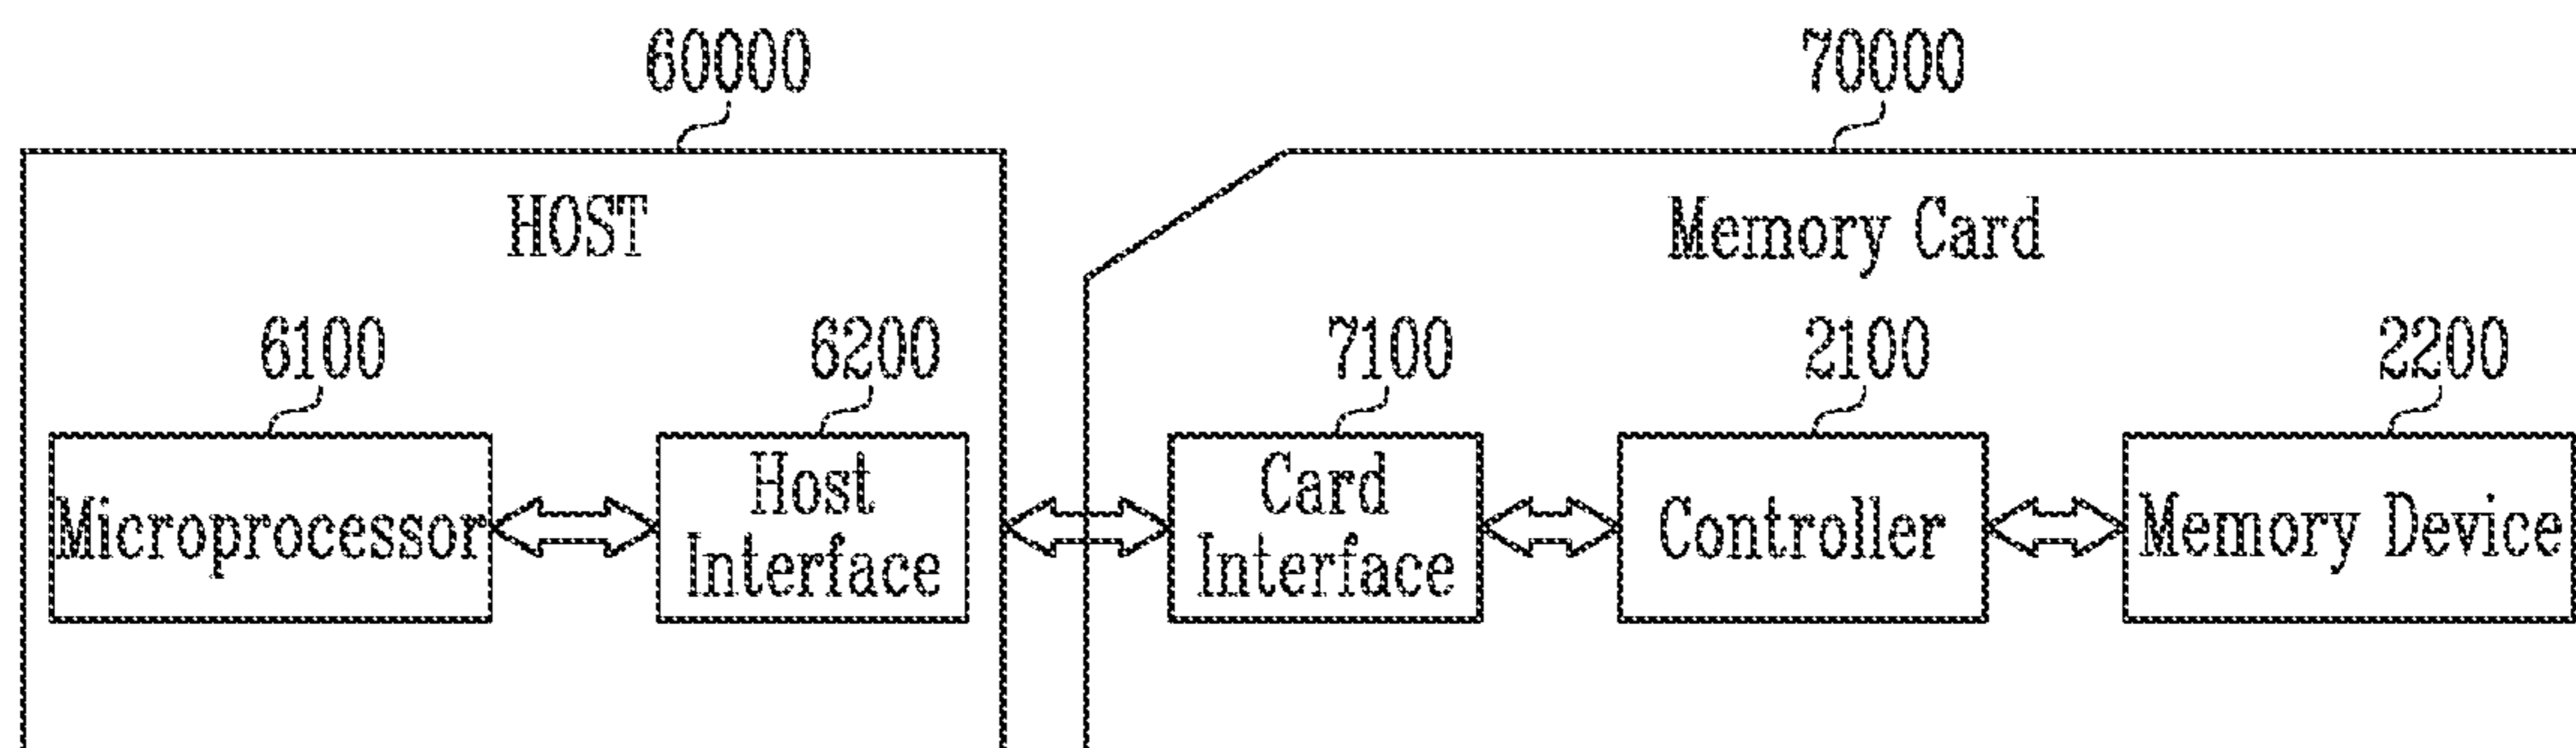 60000
70000
HOST
Memory Card
6100
6200
7100
2100
2200
Microprocessor
Host
Interface
Card
Interface
Controller
Memory Device